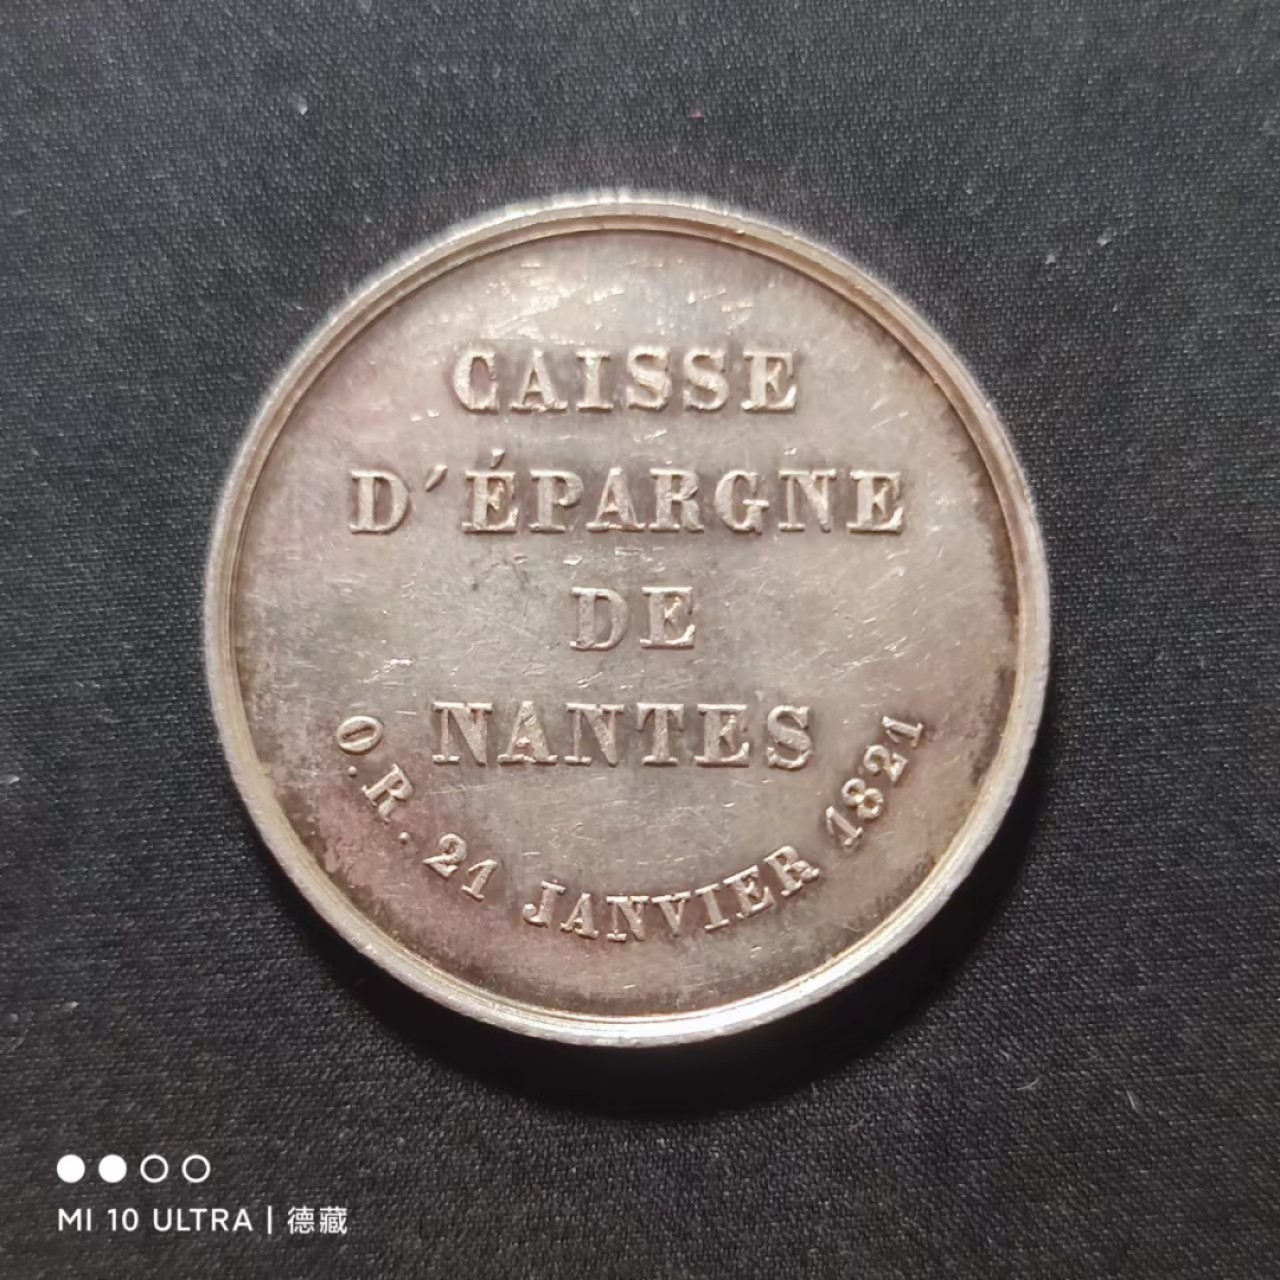 CAISSE
D'ÉPARGNE
DE
NANTES
O.R. 21 JANVIER 1821
MI 10 ULTRA | 德藏